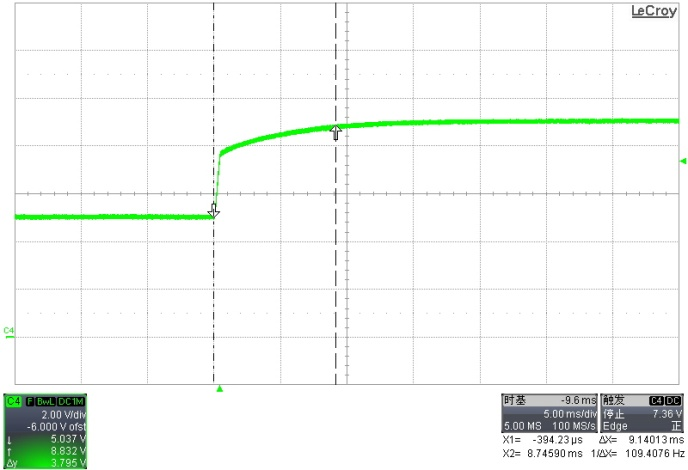 LeCroy
C4
C4 F BwL DC1M
2.00 V/div
-6.000 V ofst
↓ 5.037 V
↑ 8.832 V
Δy 3.795 V
时基 -9.6 ms
5.00 ms/div
5.00 MS 100 MS/s
触发 C4 DC
停止 7.36 V
Edge 正
X1= -394.23 µs ΔX= 9.14013 ms
X2= 8.74590 ms 1/ΔX= 109.4076 Hz